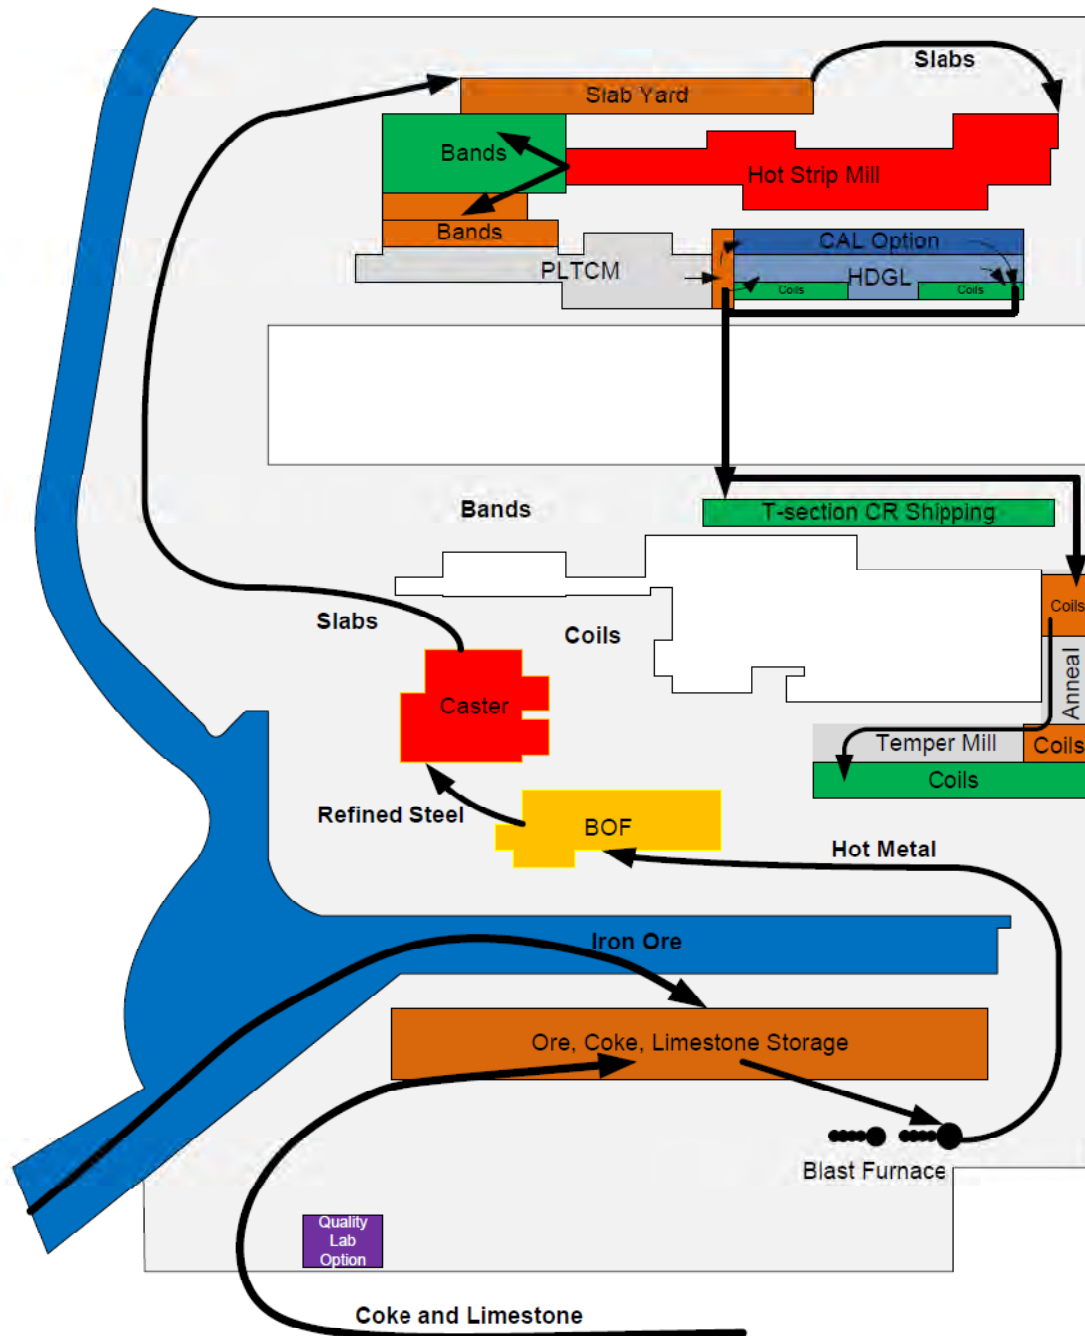 Slabs
Slab Yard
Bands
Hot Strip Mill
Bands
CAL Option
PLTCM
HDGL
Coils
Coils
Bands
T-section CR Shipping
Slabs
Coils
Coils
Anneal
Caster
Temper Mill
Coils
Coils
Refined Steel
BOF
Hot Metal
Iron Ore
Ore, Coke, Limestone Storage
Blast Furnace
Quality
Lab
Option
Coke and Limestone